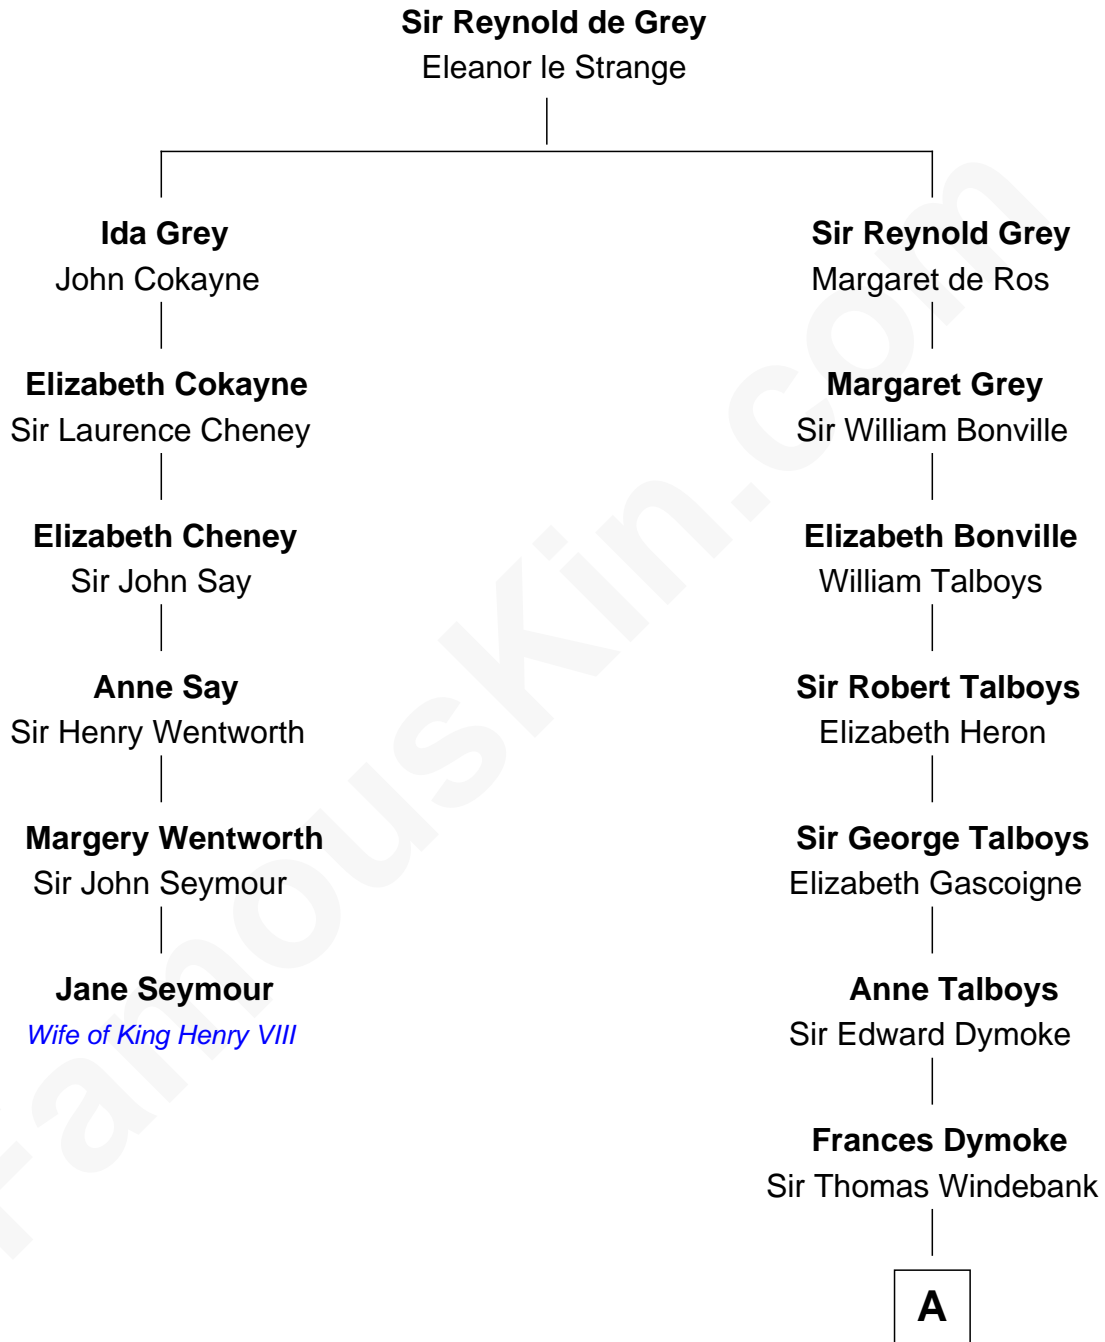 Sir Reynold de Grey
Eleanor le Strange
Ida Grey
John Cokayne
Elizabeth Cokayne
Sir Laurence Cheney
Elizabeth Cheney
Sir John Say
Anne Say
Sir Henry Wentworth
Margery Wentworth
Sir John Seymour
Jane Seymour
Wife of King Henry VIII
Sir Reynold Grey
Margaret de Ros
Margaret Grey
Sir William Bonville
Elizabeth Bonville
William Talboys
Sir Robert Talboys
Elizabeth Heron
Sir George Talboys
Elizabeth Gascoigne
Anne Talboys
Sir Edward Dymoke
Frances Dymoke
Sir Thomas Windebank
A
FamousKin.com